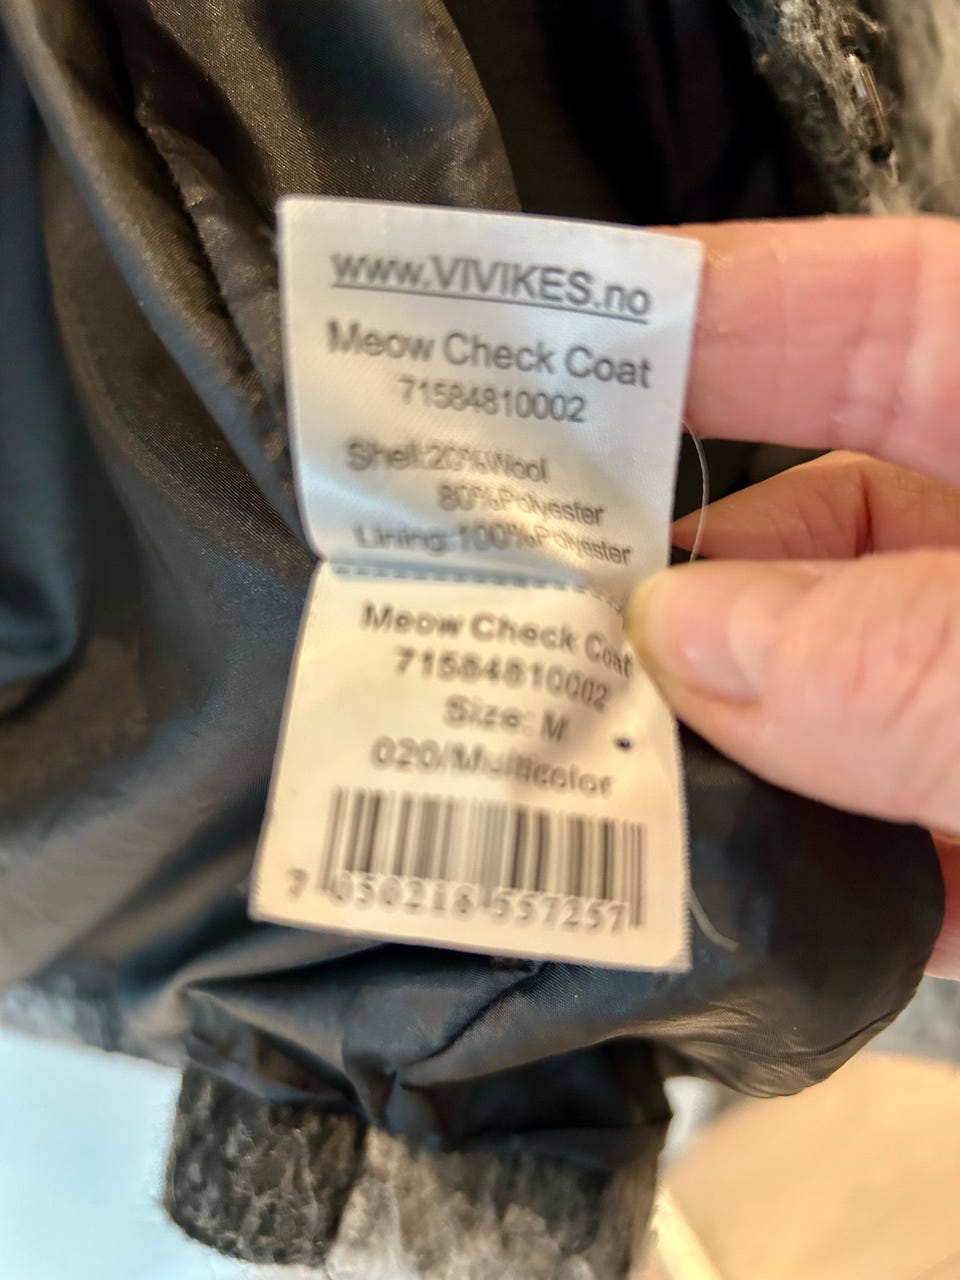 www.VIVIKES.no
Meow Check Coat
71584810002
Shell:20%Wool
80%Polyester
Lining:100%Polyester
Meow Check Coat
71584810002
Size: M
020/Multicolor
7 050218 557257